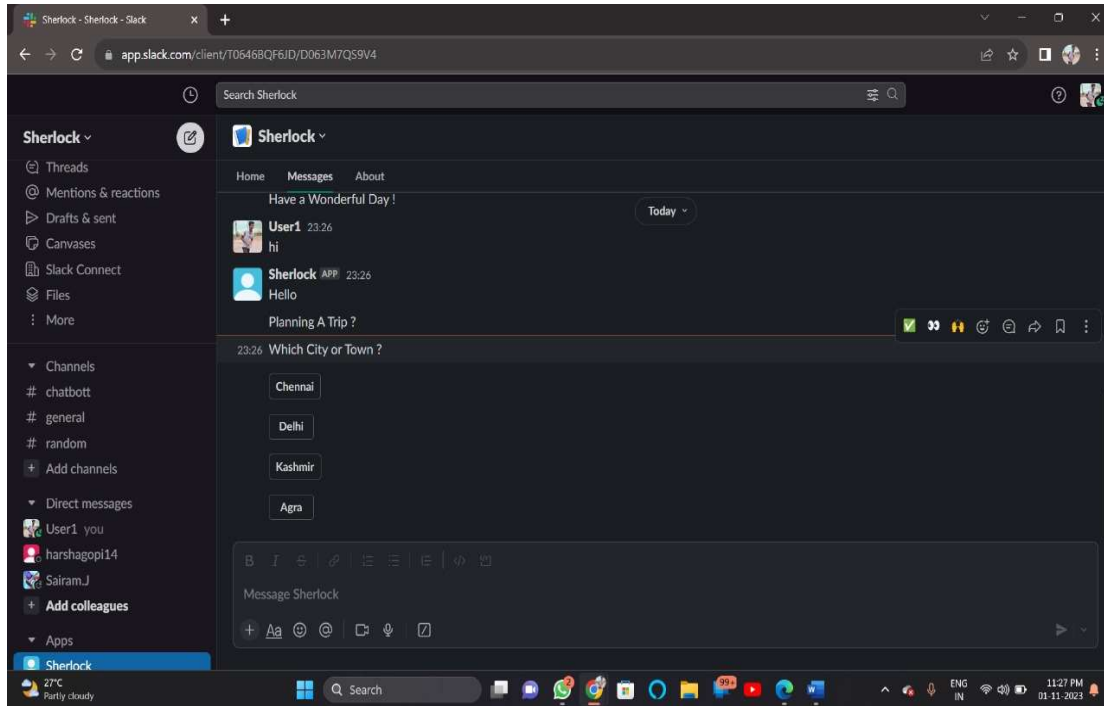 Sherlock - Sherlock - Slack
app.slack.com/client/T0646BQF6JD/D063M7QS9V4
Search Sherlock
Sherlock
Threads
Mentions & reactions
Drafts & sent
Canvases
Slack Connect
Files
More
Channels
# chatbott
# general
# random
+ Add channels
Direct messages
User1 you
harshagopi14
Sairam.J
+ Add colleagues
Apps
Sherlock
Sherlock
Home Messages About
Have a Wonderful Day !
Today
User1 23:26
hi
Sherlock APP 23:26
Hello
Planning A Trip ?
23:26 Which City or Town ?
Chennai
Delhi
Kashmir
Agra
B I S
Message Sherlock
+ Aa @
27°C
Partly cloudy
Search
99+
2
ENG
IN
11:27 PM
01-11-2023